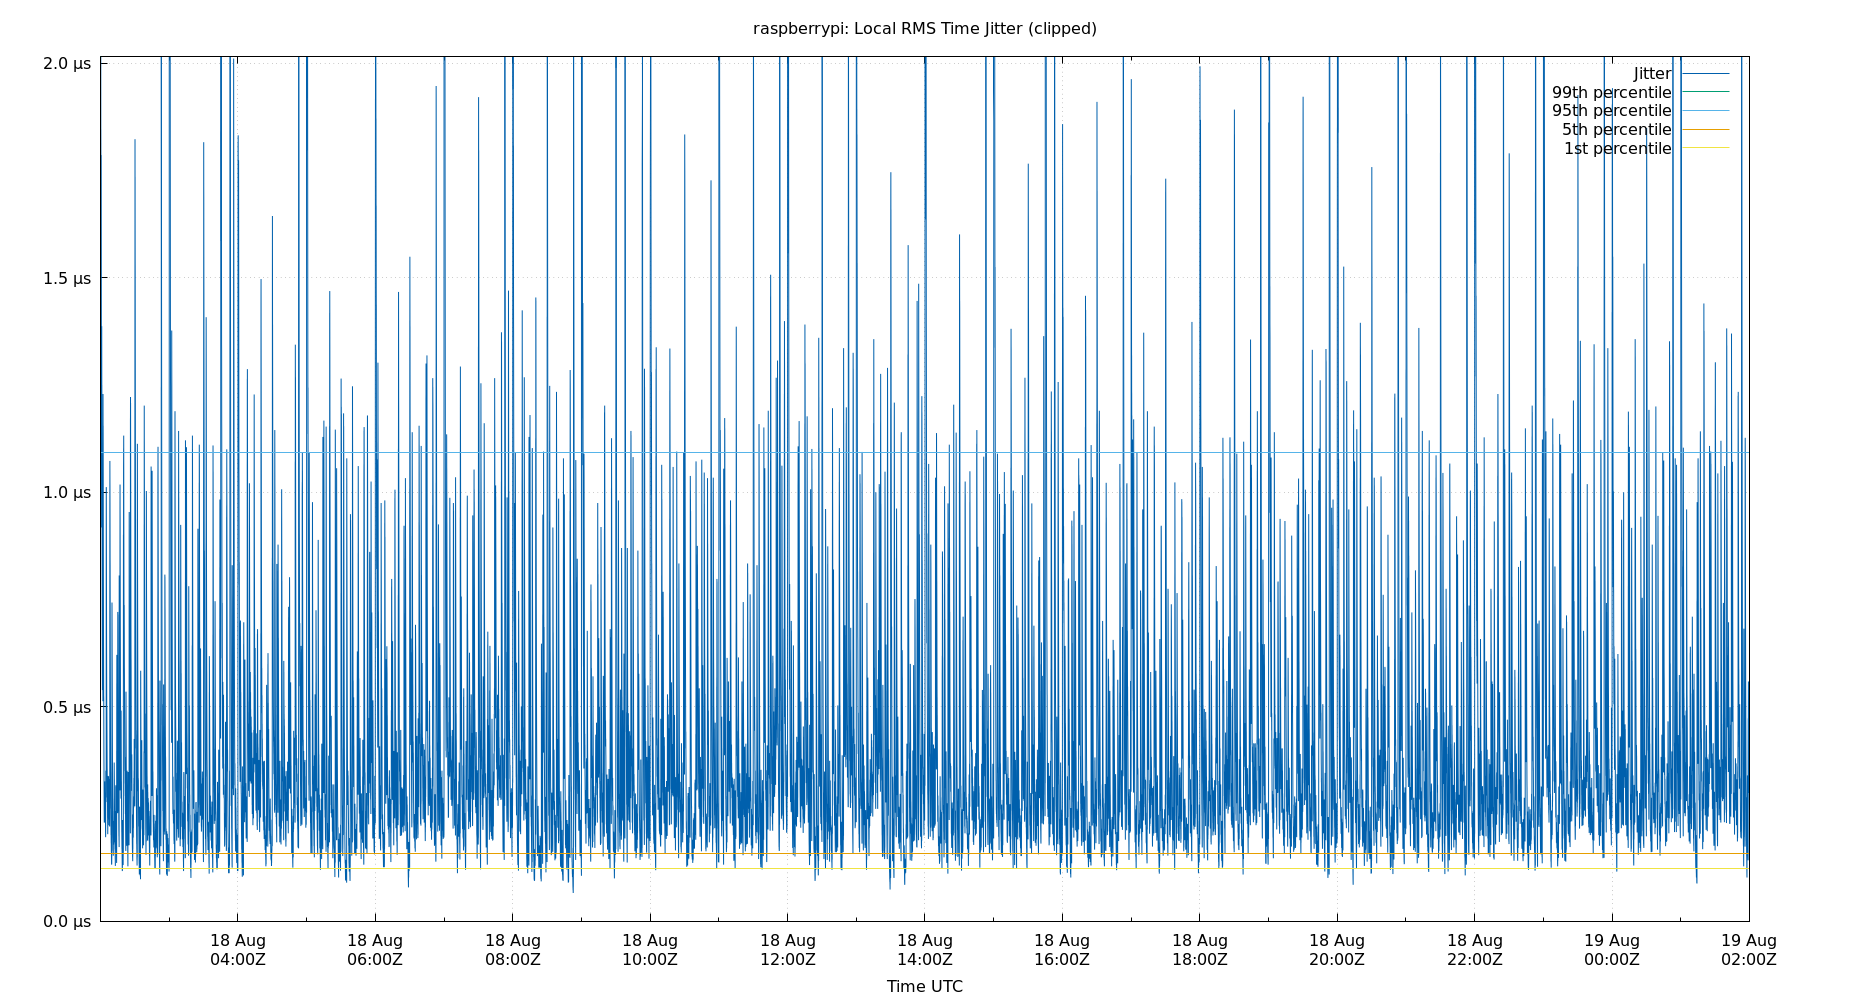 raspberrypi: Local RMS Time Jitter (clipped)
2.0 µs
1.5 µs
1.0 µs
0.5 µs
0.0 µs
Jitter
99th percentile
95th percentile
5th percentile
1st percentile
18 Aug 18 Aug 18 Aug 18 Aug 18 Aug 18 Aug 18 Aug 18 Aug 18 Aug 18 Aug 19 Aug 19 Aug
04:00Z 06:00Z 08:00Z 10:00Z 12:00Z 14:00Z 16:00Z 18:00Z 20:00Z 22:00Z 00:00Z 02:00Z
Time UTC